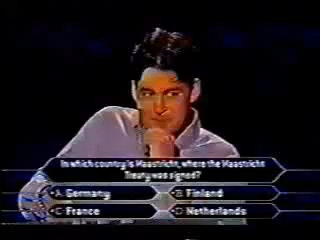 In which country is Maastricht, where the Maastricht
Treaty was signed?
A: Germany
B: Finland
C: France
D: Netherlands